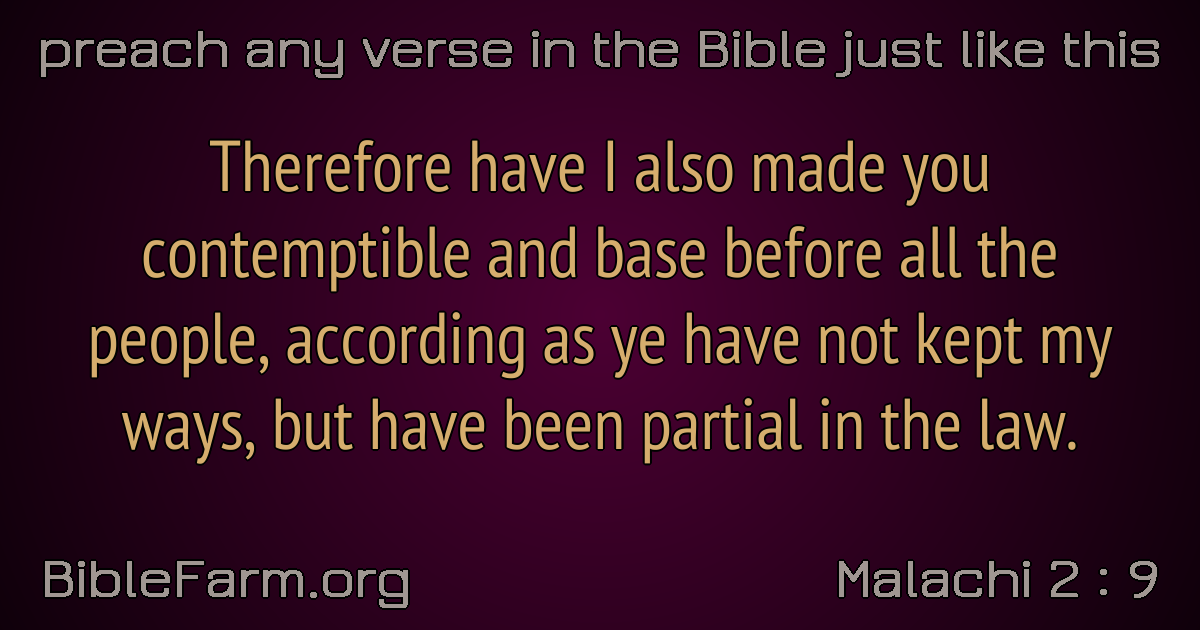 preach any verse in the Bible just like this
Therefore have I also made you
contemptible and base before all the
people, according as ye have not kept my
ways, but have been partial in the law.
BibleFarm.org
Malachi 2 : 9